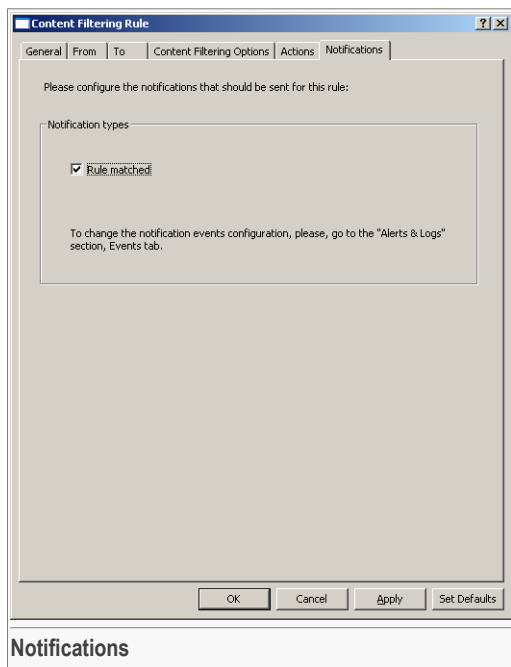 Content Filtering Rule
General From To Content Filtering Options Actions Notifications
Please configure the notifications that should be sent for this rule:
Notification types
Rule matched
To change the notification events configuration, please, go to the "Alerts & Logs"
section, Events tab.
OK Cancel Apply Set Defaults
Notifications